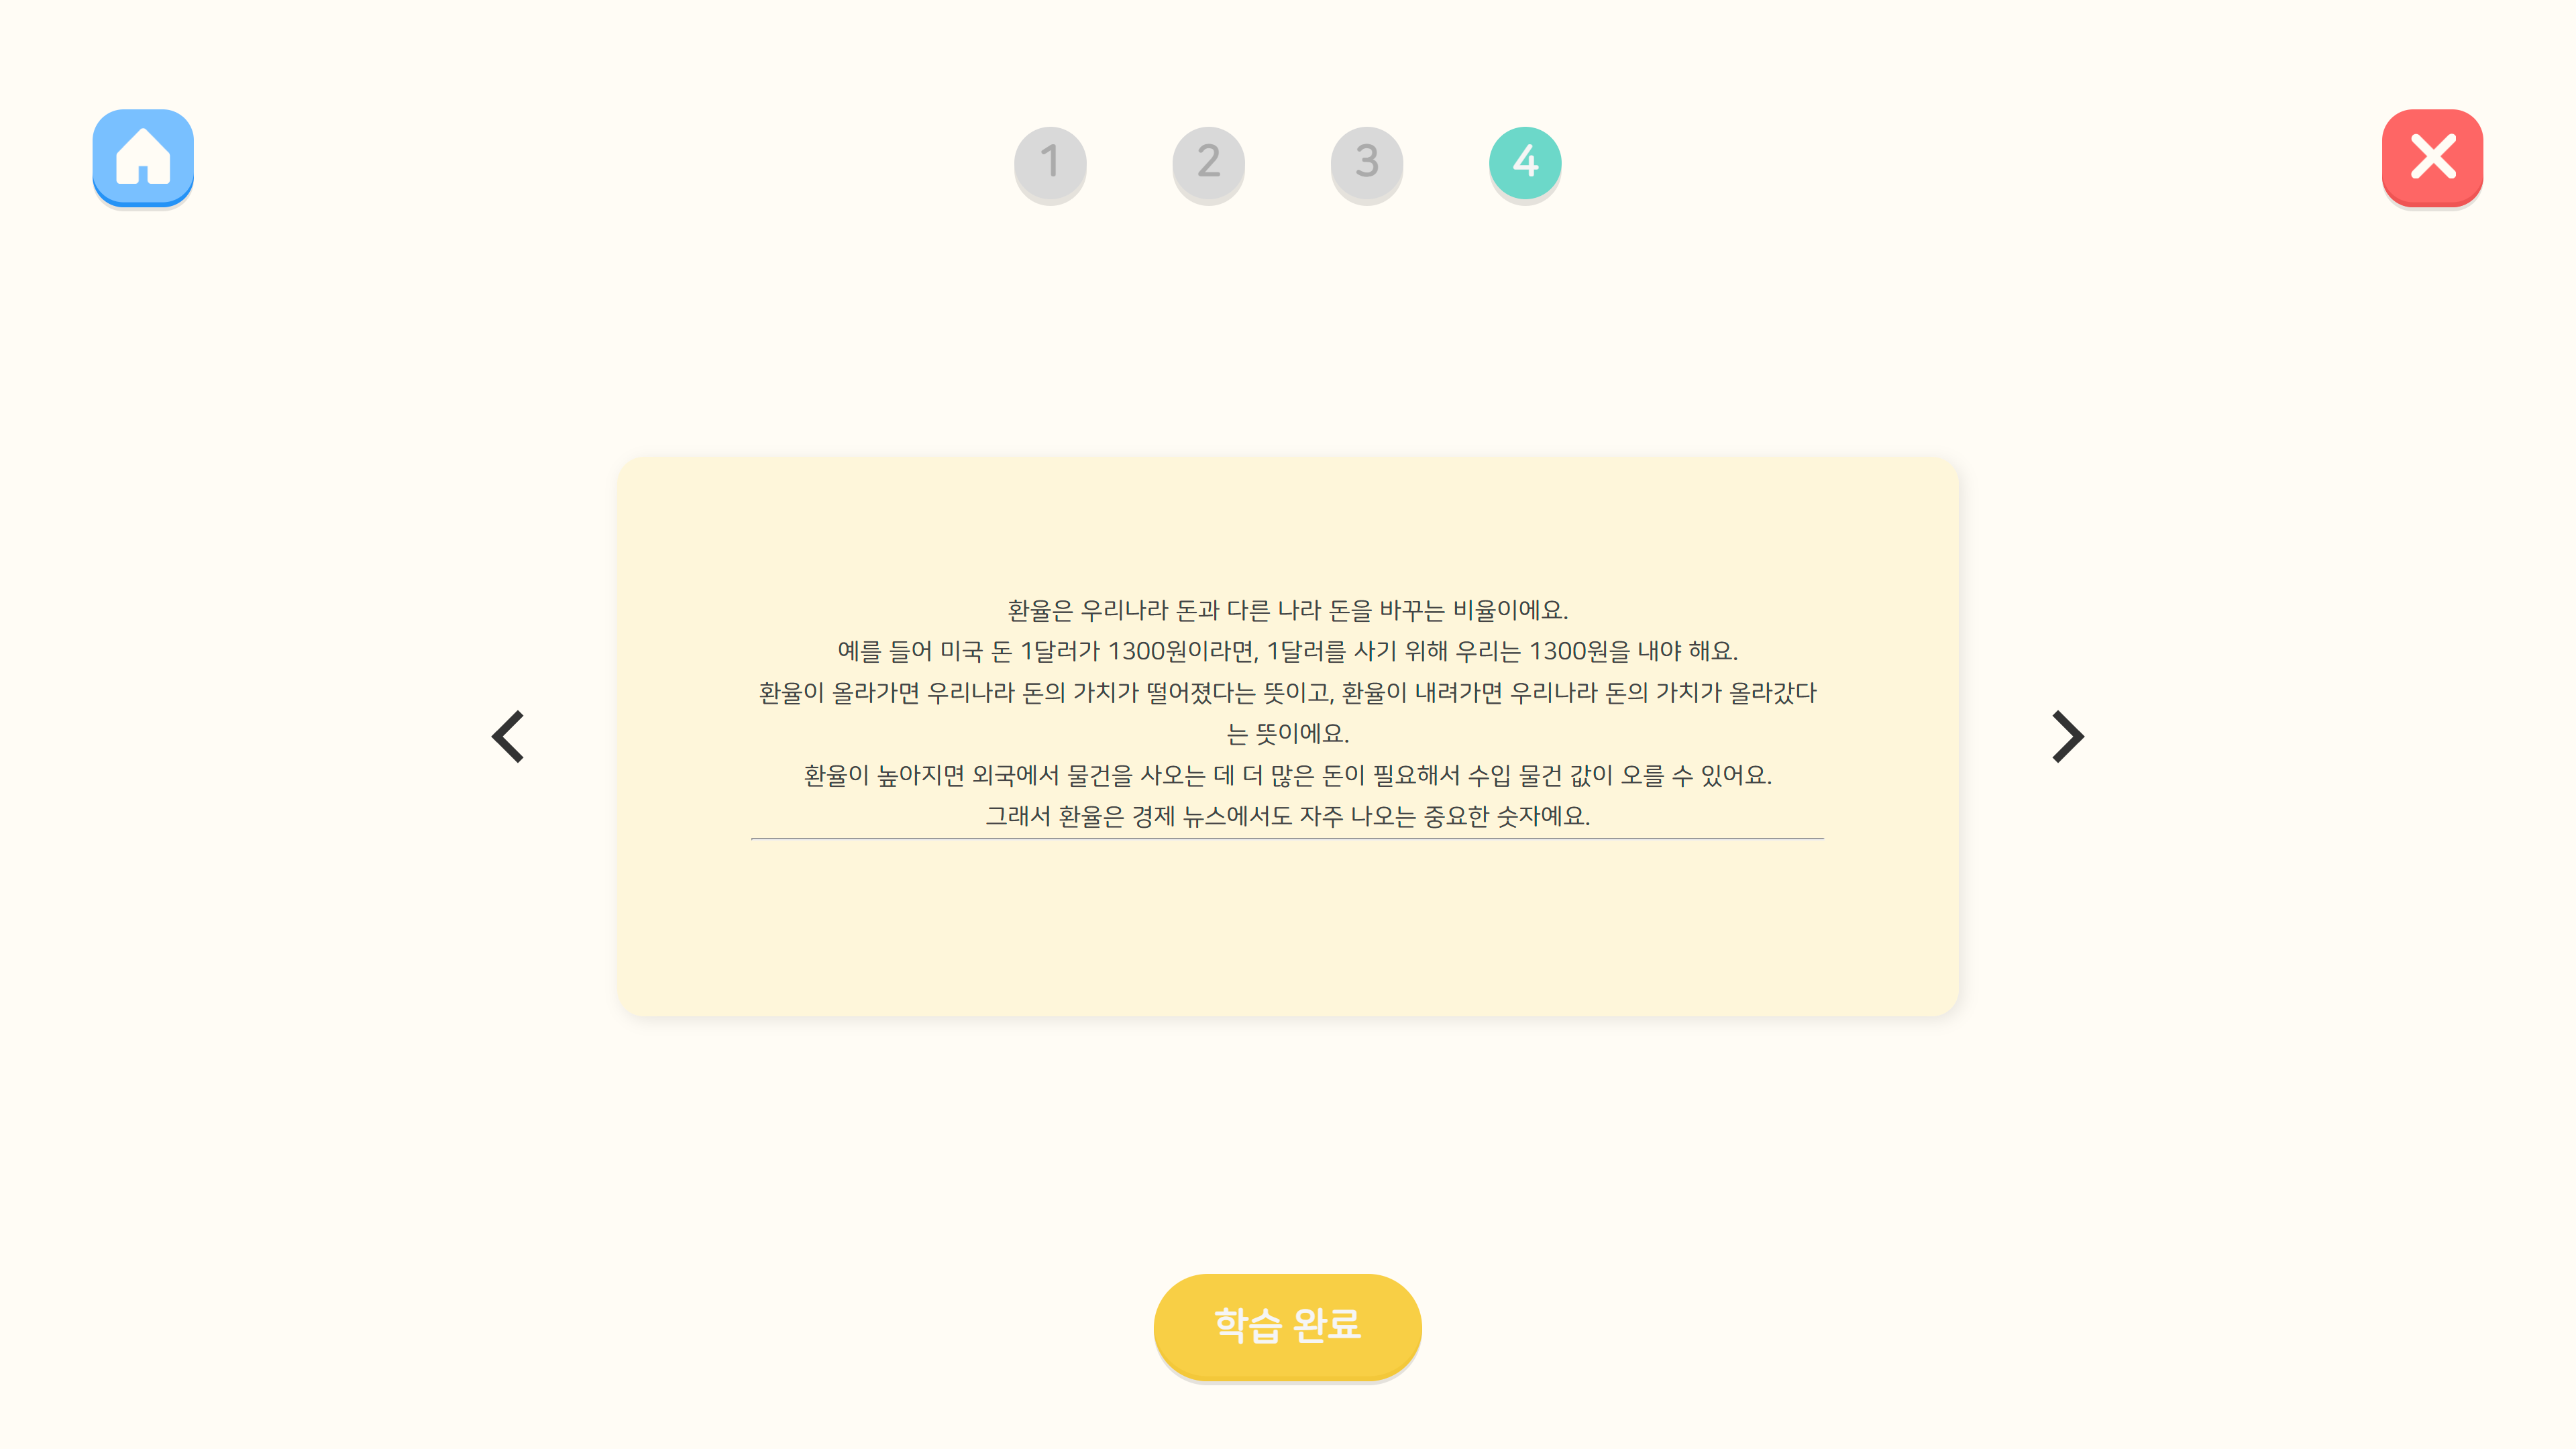 1 2 3 4
환율은 우리나라 돈과 다른 나라 돈을 바꾸는 비율이에요.
예를 들어 미국 돈 1달러가 1300원이라면, 1달러를 사기 위해 우리는 1300원을 내야 해요.
환율이 올라가면 우리나라 돈의 가치가 떨어졌다는 뜻이고, 환율이 내려가면 우리나라 돈의 가치가 올라갔다
는 뜻이에요.
환율이 높아지면 외국에서 물건을 사오는 데 더 많은 돈이 필요해서 수입 물건 값이 오를 수 있어요.
그래서 환율은 경제 뉴스에서도 자주 나오는 중요한 숫자예요.
학습 완료